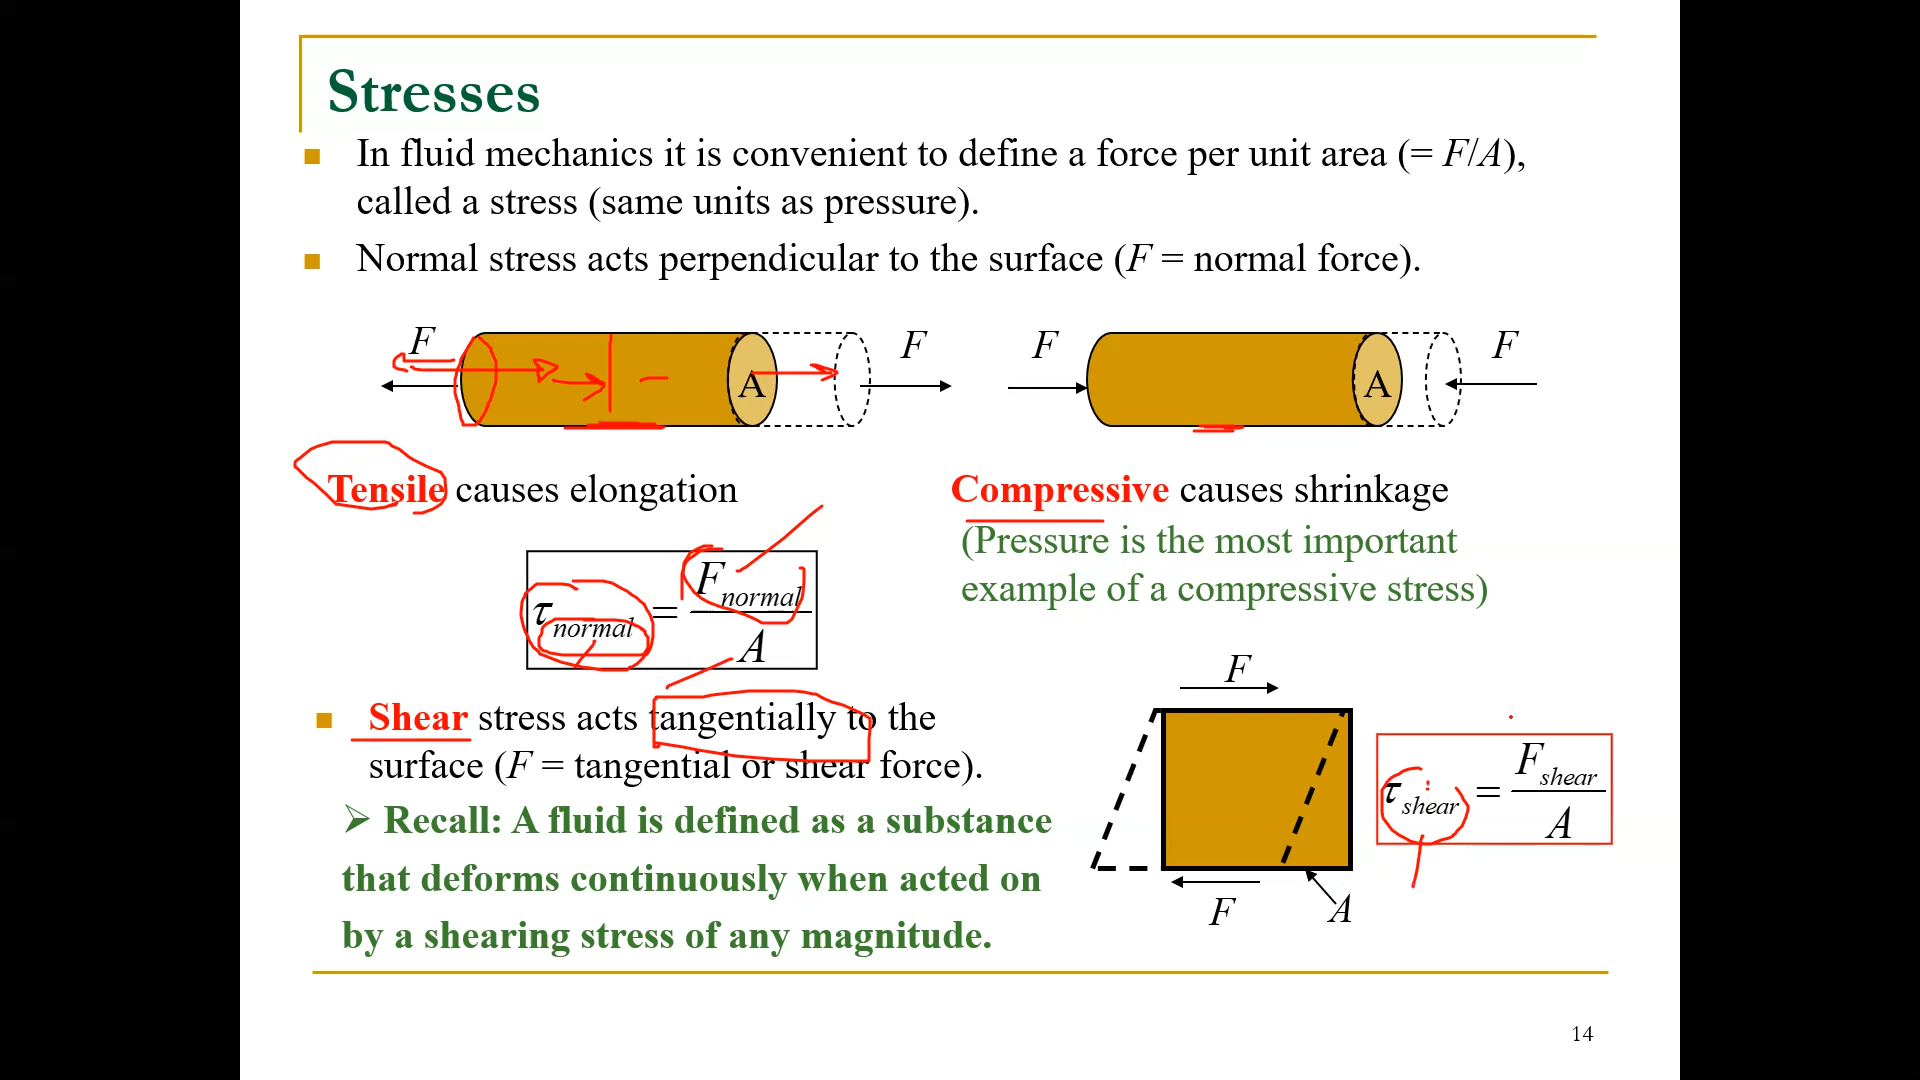 Stresses
In fluid mechanics it is convenient to define a force per unit area (= F/A),
called a stress (same units as pressure).
Normal stress acts perpendicular to the surface (F = normal force).
F
A
F
F
A
F
Tensile causes elongation
Compressive causes shrinkage
(Pressure is the most important
example of a compressive stress)
τnormal = Fnormal / A
Shear stress acts tangentially to the
surface (F = tangential or shear force).
F
F
A
τshear = Fshear / A
➢ Recall: A fluid is defined as a substance
that deforms continuously when acted on
by a shearing stress of any magnitude.
14